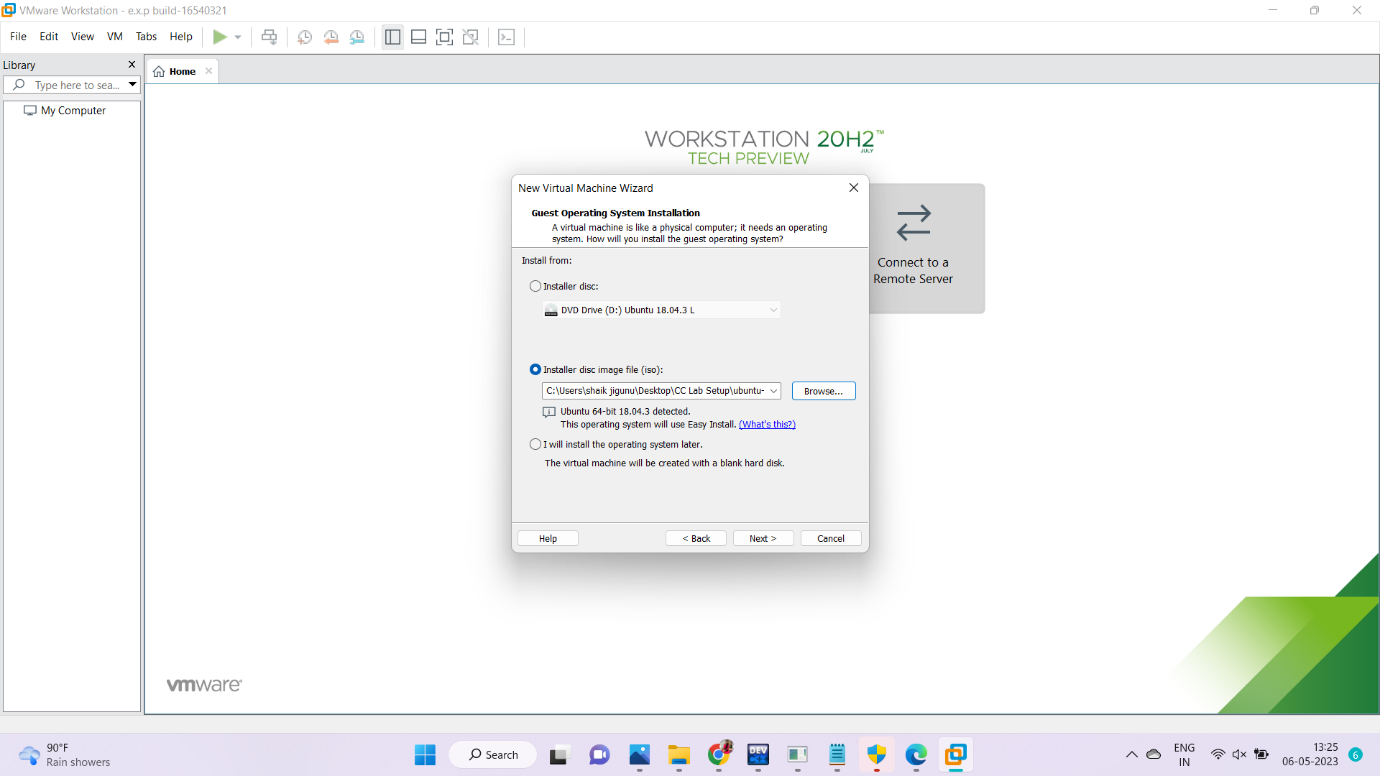 VMware Workstation - e.x.p build-16540321
File Edit View VM Tabs Help
Library
Type here to sea...
My Computer
Home
WORKSTATION 20H2™
JULY
TECH PREVIEW
Connect to a
Remote Server
New Virtual Machine Wizard
Guest Operating System Installation
A virtual machine is like a physical computer; it needs an operating
system. How will you install the guest operating system?
Install from:
Installer disc:
DVD Drive (D:) Ubuntu 18.04.3 L
Installer disc image file (iso):
C:\Users\shaik jigunu\Desktop\CC Lab Setup\ubuntu-
Browse...
Ubuntu 64-bit 18.04.3 detected.
This operating system will use Easy Install. (What's this?)
I will install the operating system later.
The virtual machine will be created with a blank hard disk.
Help < Back Next > Cancel
vmware®
90°F
Rain showers
Search
DEV
ENG
IN
13:25
06-05-2023
6